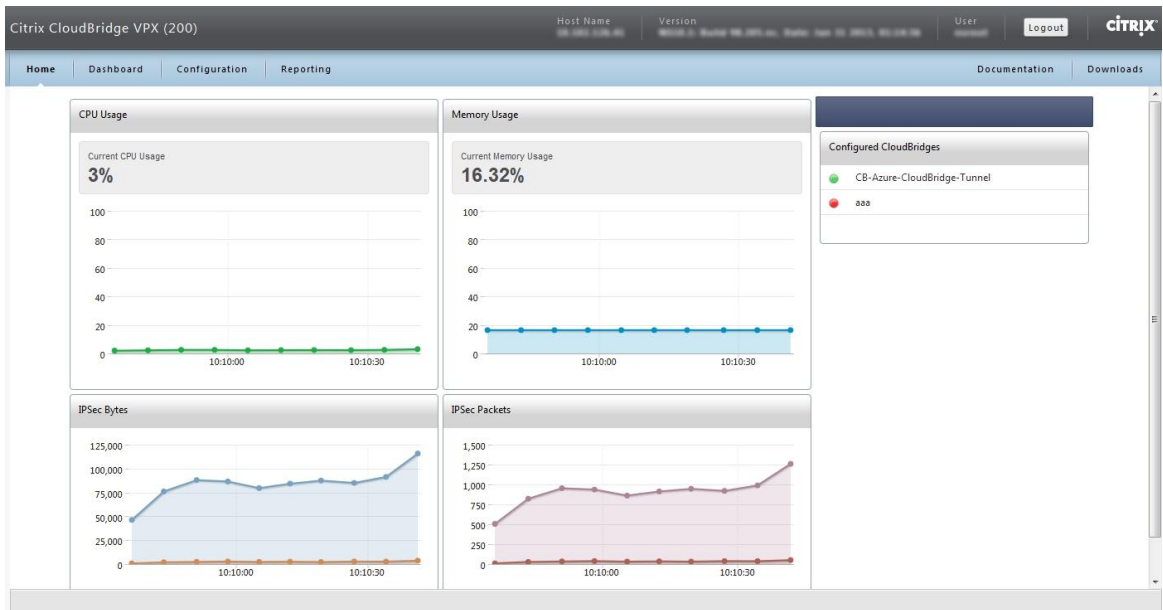 Citrix CloudBridge VPX (200)
Host Name
Version
User
Logout
CITRIX
Home
Dashboard
Configuration
Reporting
Documentation
Downloads
CPU Usage
Current CPU Usage
3%
100
80
60
40
20
0
10:10:00
10:10:30
Memory Usage
Current Memory Usage
16.32%
100
80
60
40
20
0
10:10:00
10:10:30
Configured CloudBridges
CB-Azure-CloudBridge-Tunnel
aaa
IPSec Bytes
125,000
100,000
75,000
50,000
25,000
0
10:10:00
10:10:30
IPSec Packets
1,500
1,250
1,000
750
500
250
0
10:10:00
10:10:30